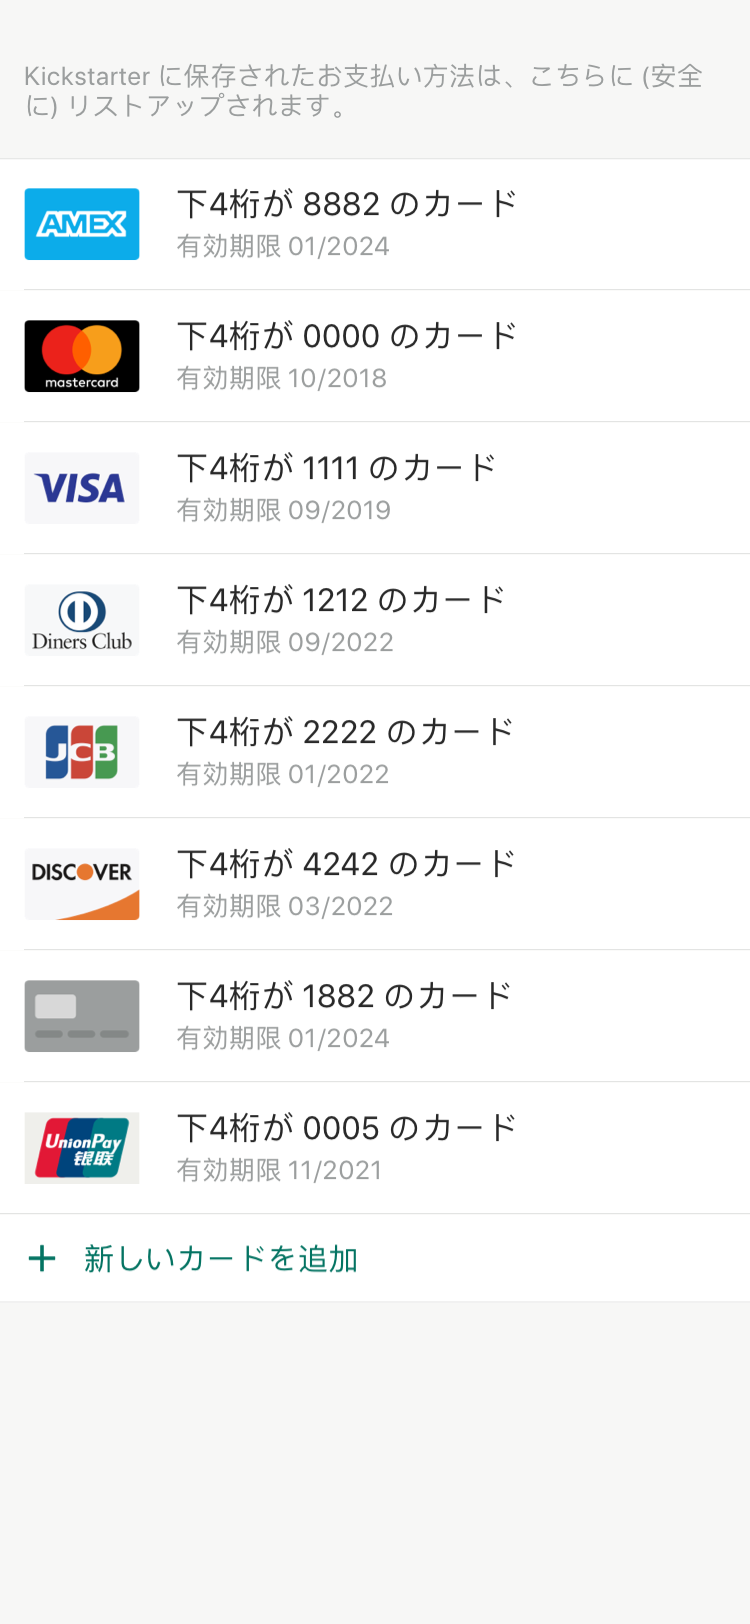 Kickstarter に保存されたお支払い方法は、こちらに (安全
に) リストアップされます。
AMEX
下4桁が 8882 のカード
有効期限 01/2024
mastercard
下4桁が 0000 のカード
有効期限 10/2018
VISA
下4桁が 1111 のカード
有効期限 09/2019
Diners Club
下4桁が 1212 のカード
有効期限 09/2022
JCB
下4桁が 2222 のカード
有効期限 01/2022
DISCOVER
下4桁が 4242 のカード
有効期限 03/2022
下4桁が 1882 のカード
有効期限 01/2024
UnionPay
银联
下4桁が 0005 のカード
有効期限 11/2021
+ 新しいカードを追加